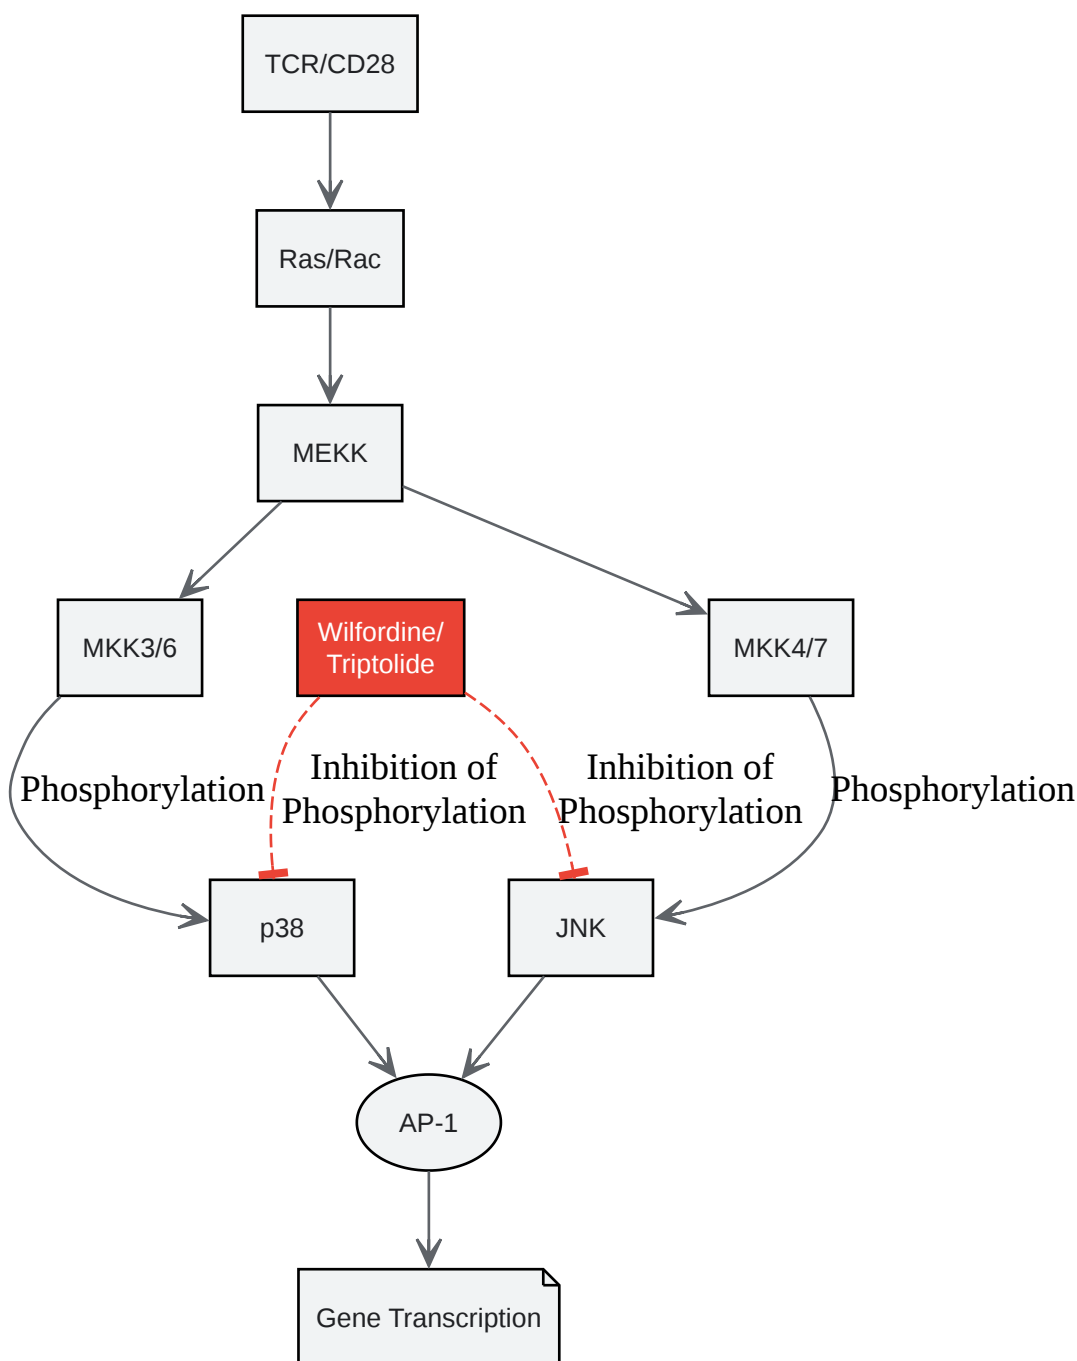 TCR/CD28
Ras/Rac
MEKK
MKK3/6
Wilfordine/
Triptolide
MKK4/7
Phosphorylation
Inhibition of
Phosphorylation
Inhibition of
Phosphorylation
Phosphorylation
p38
JNK
AP-1
Gene Transcription